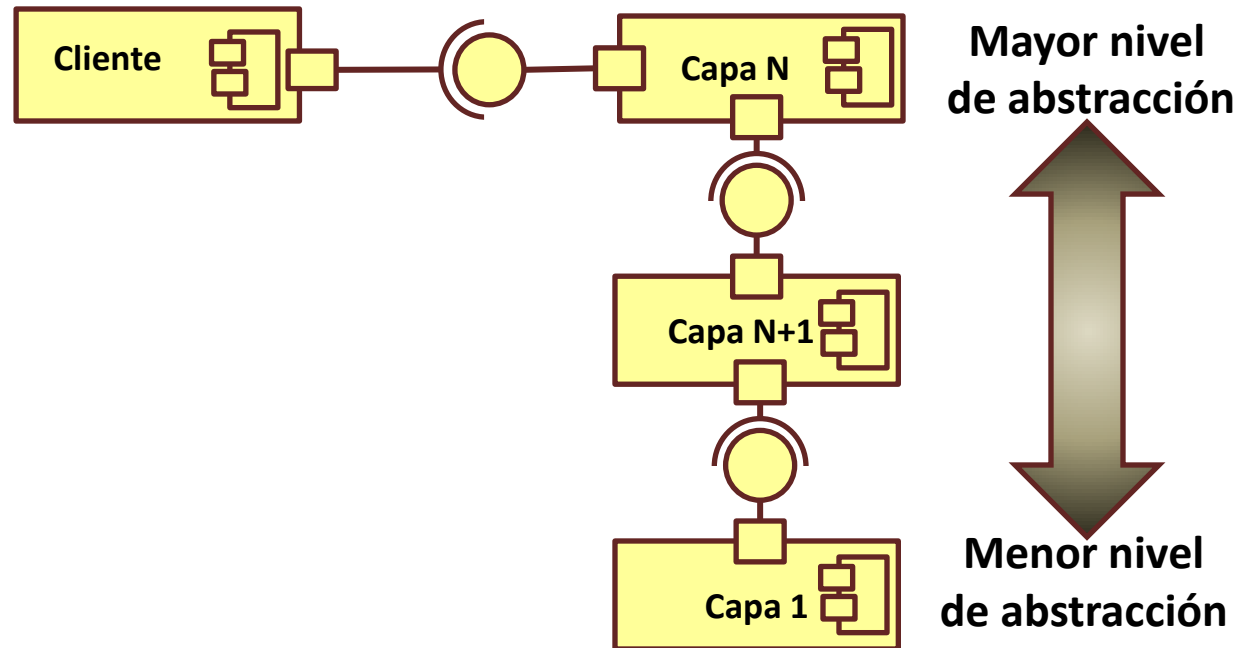 Cliente
Capa N
Mayor nivel
de abstracción
Capa N+1
Capa 1
Menor nivel
de abstracción